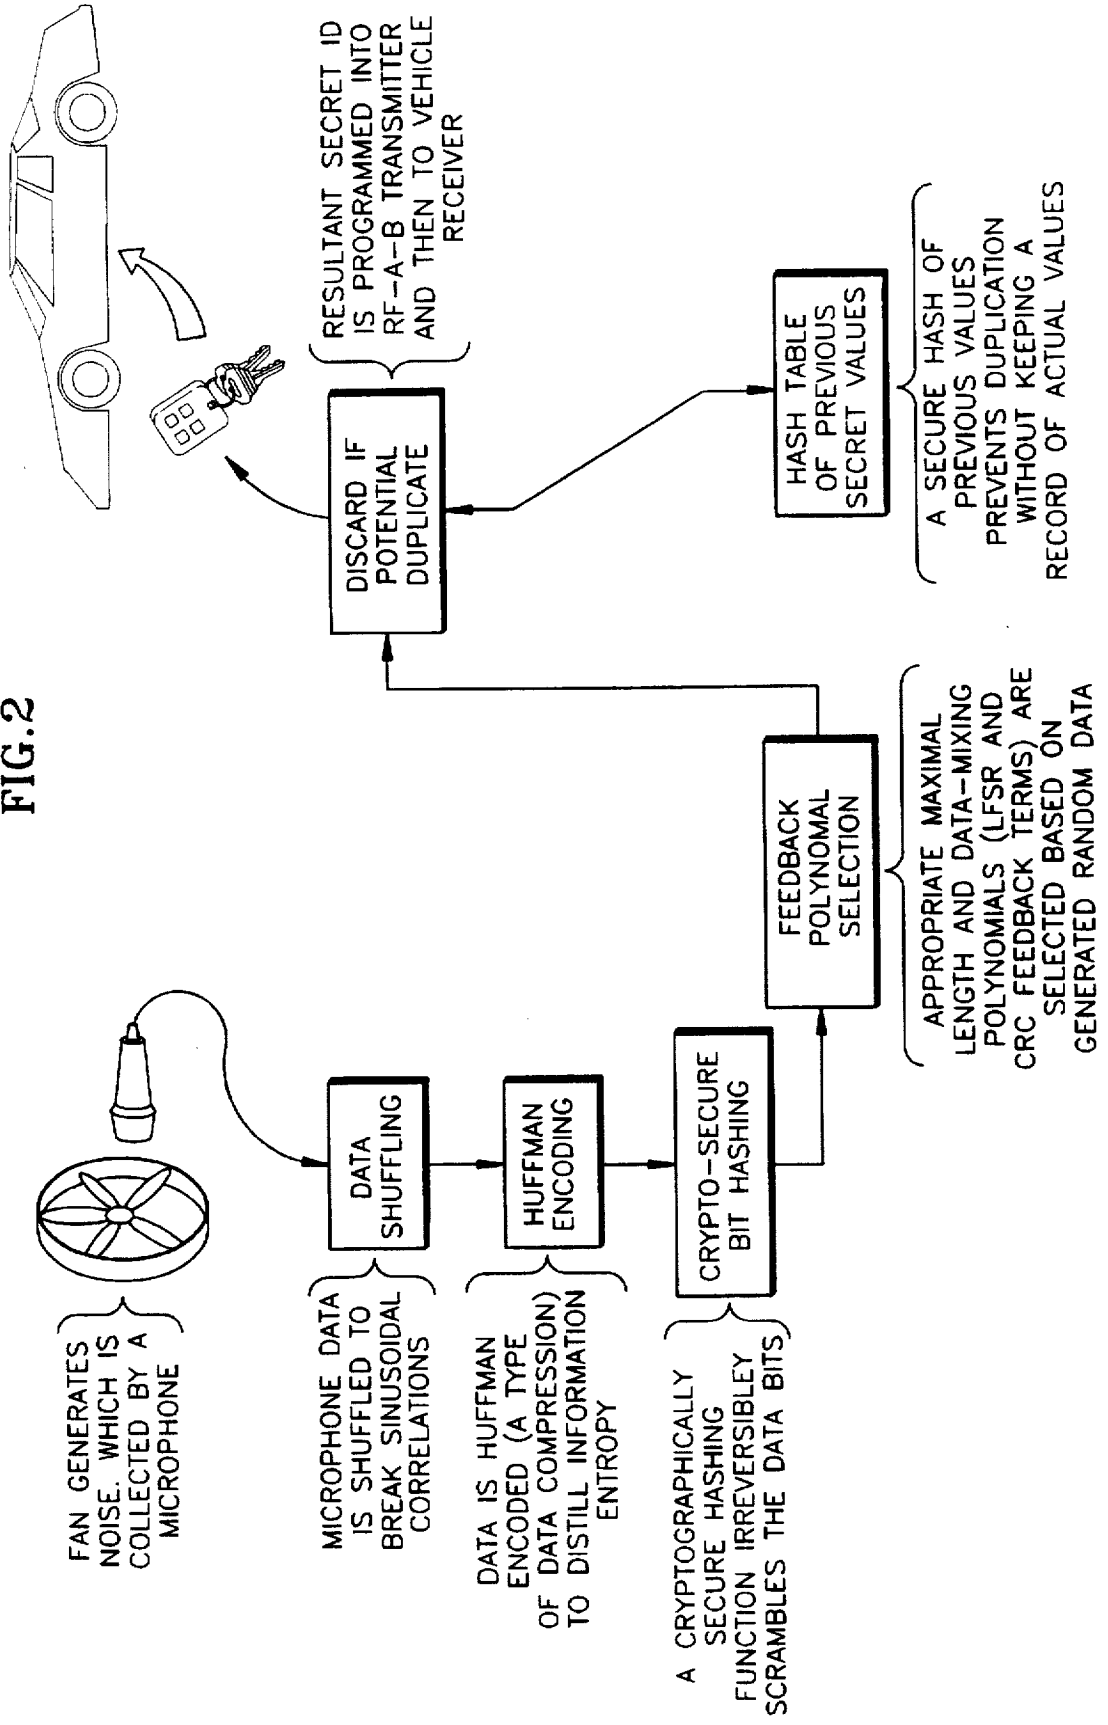 FIG.2
FAN GENERATES
NOISE. WHICH IS
COLLECTED BY A
MICROPHONE
MICROPHONE DATA
IS SHUFFLED TO
BREAK SINUSOIDAL
CORRELATIONS
DATA
SHUFFLING
DATA IS HUFFMAN
ENCODED (A TYPE
OF DATA COMPRESSION)
TO DISTILL INFORMATION
ENTROPY
HUFFMAN
ENCODING
A CRYPTOGRAPHICALLY
SECURE HASHING
FUNCTION IRREVERSIBLEY
SCRAMBLES THE DATA BITS
CRYPTO-SECURE
BIT HASHING
FEEDBACK
POLYNOMAL
SELECTION
APPROPRIATE MAXIMAL
LENGTH AND DATA-MIXING
POLYNOMIALS (LFSR AND
CRC FEEDBACK TERMS) ARE
SELECTED BASED ON
GENERATED RANDOM DATA
DISCARD IF
POTENTIAL
DUPLICATE
RESULTANT SECRET ID
IS PROGRAMMED INTO
RF-A-B TRANSMITTER
AND THEN TO VEHICLE
RECEIVER
HASH TABLE
OF PREVIOUS
SECRET VALUES
A SECURE HASH OF
PREVIOUS VALUES
PREVENTS DUPLICATION
WITHOUT KEEPING A
RECORD OF ACTUAL VALUES